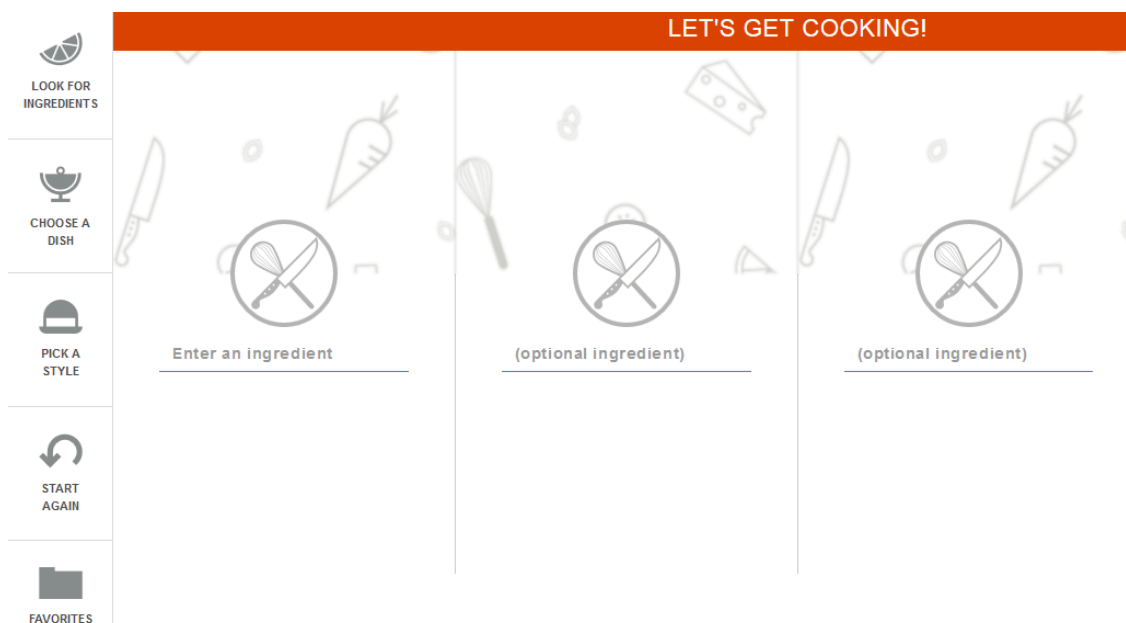 LET'S GET COOKING!
LOOK FOR
INGREDIENTS
CHOOSE A
DISH
PICK A
STYLE
START
AGAIN
FAVORITES
Enter an ingredient
(optional ingredient)
(optional ingredient)